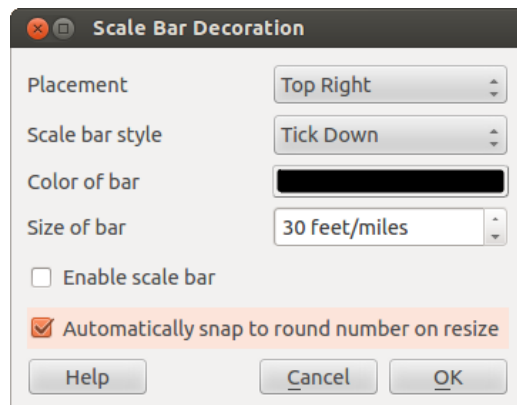 Scale Bar Decoration
Placement Top Right
Scale bar style Tick Down
Color of bar
Size of bar 30 feet/miles
Enable scale bar
Automatically snap to round number on resize
Help Cancel OK